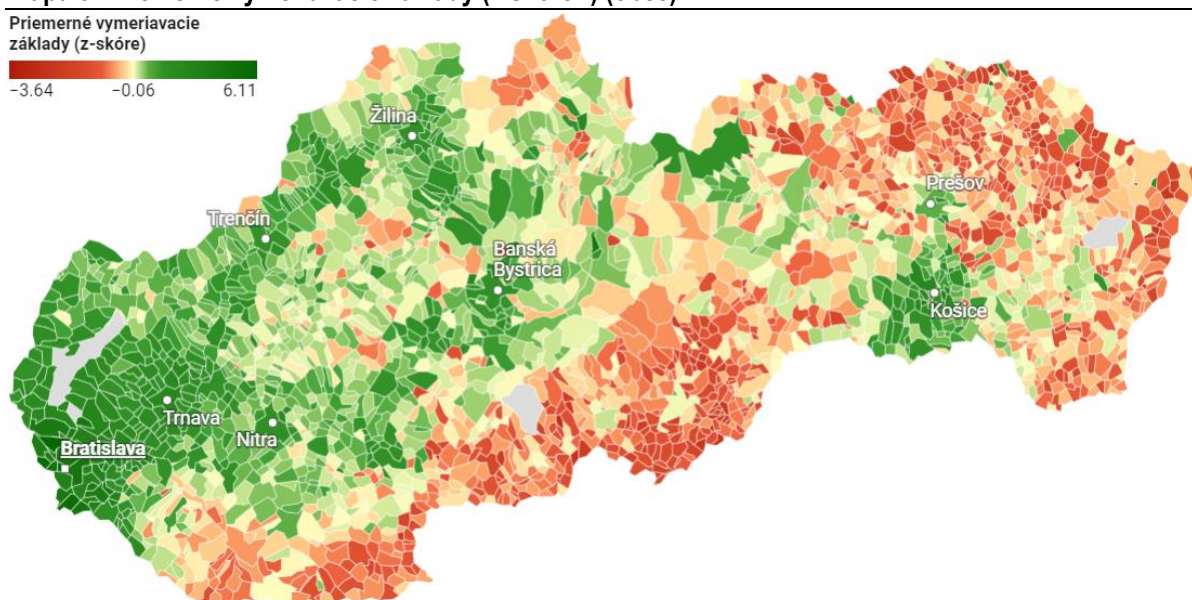 Priemerné vymeriavacie
základy (z-skóre)
−3.64 −0.06 6.11
Žilina
Prešov
Trenčín
Banská
Bystrica
Košice
Trnava
Nitra
Bratislava